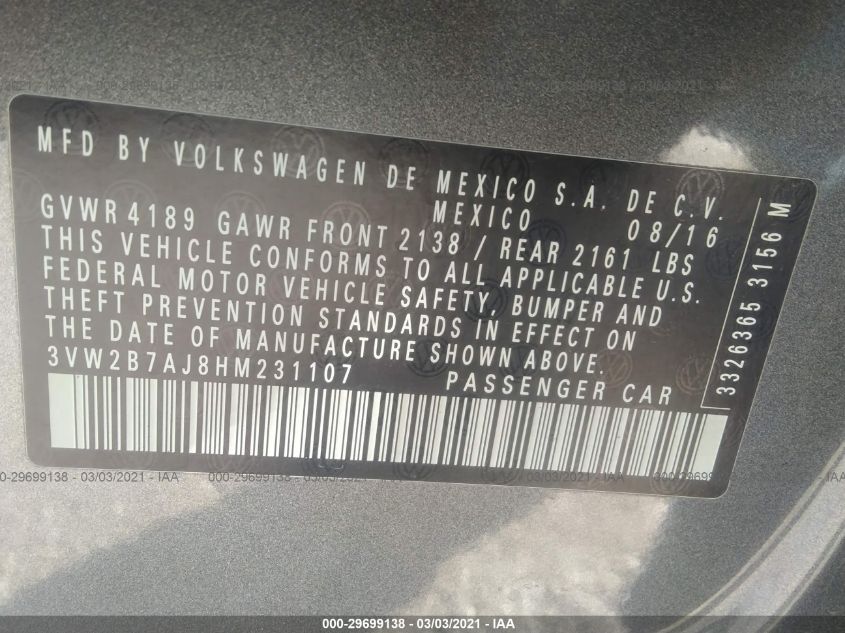 MFD BY VOLKSWAGEN DE MEXICO S.A. DE C.V.
MEXICO 08/16
GVWR 4189 GAWR FRONT 2138 / REAR 2161 LBS
THIS VEHICLE CONFORMS TO ALL APPLICABLE U.S.
FEDERAL MOTOR VEHICLE SAFETY, BUMPER AND
THEFT PREVENTION STANDARDS IN EFFECT ON
THE DATE OF MANUFACTURE SHOWN ABOVE.
3VW2B7AJ8HM231107 PASSENGER CAR
3326365 3156 M
000-29699138 - 03/03/2021 - IAA